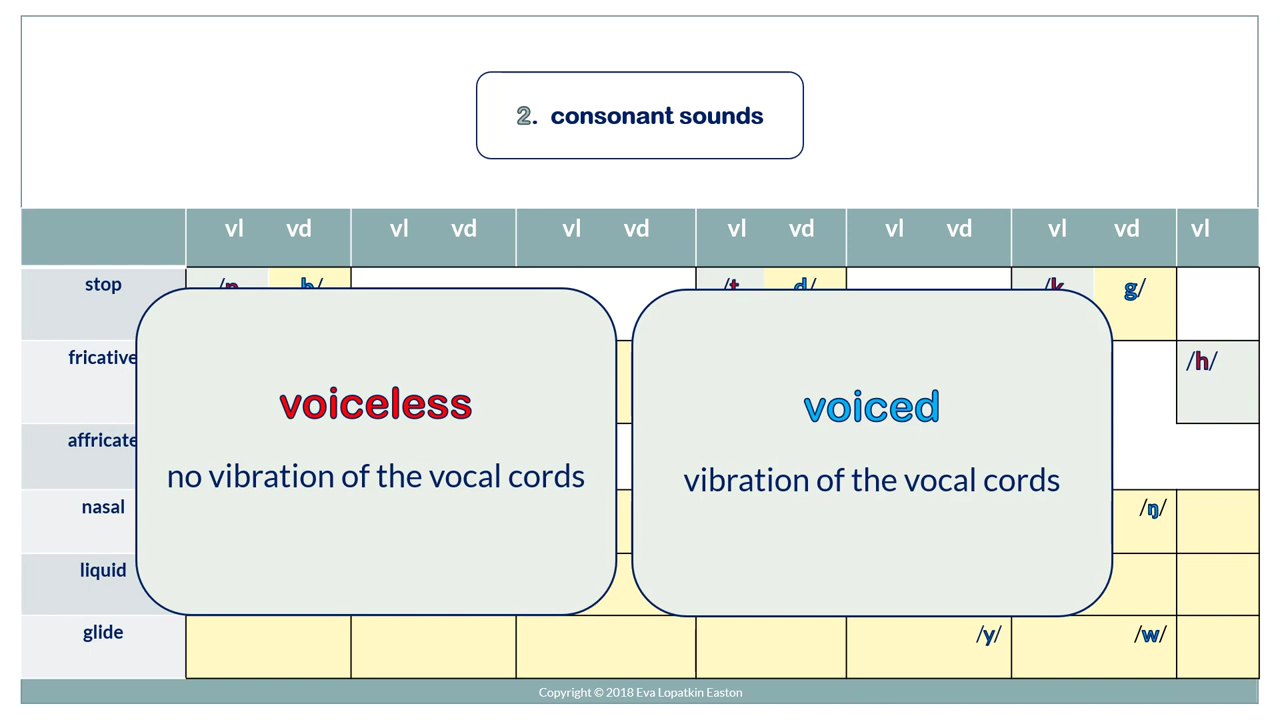 2. consonant sounds
vl vd vl vd vl vd vl vd vl vd vl vd vl
stop /p b/ /t d/ /k g/
fricative /h/
affricate
voiceless voiced
no vibration of the vocal cords vibration of the vocal cords
nasal /ŋ/
liquid
glide /y/ /w/
Copyright © 2018 Eva Lopatkin Easton